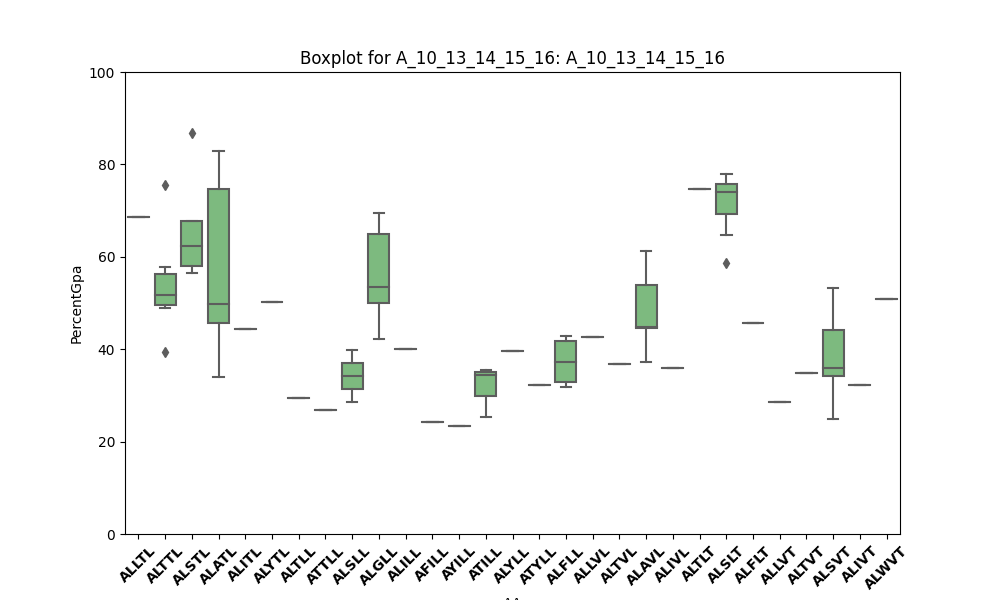 Boxplot for A_10_13_14_15_16: A_10_13_14_15_16
PercentGpa
100
80
60
40
20
0
ALLTL ALTTL ALSTL ALATL ALITL ALYTL ALTLL ATTLL ALSLL ALGLL ALILL AFILL AYILL ATILL ALYLL ATYLL ALFLL ALLVL ALTVL ALAVL ALIVL ALTLT ALSLT ALFLT ALLVT ALTVT ALSVT ALIVT ALWVT